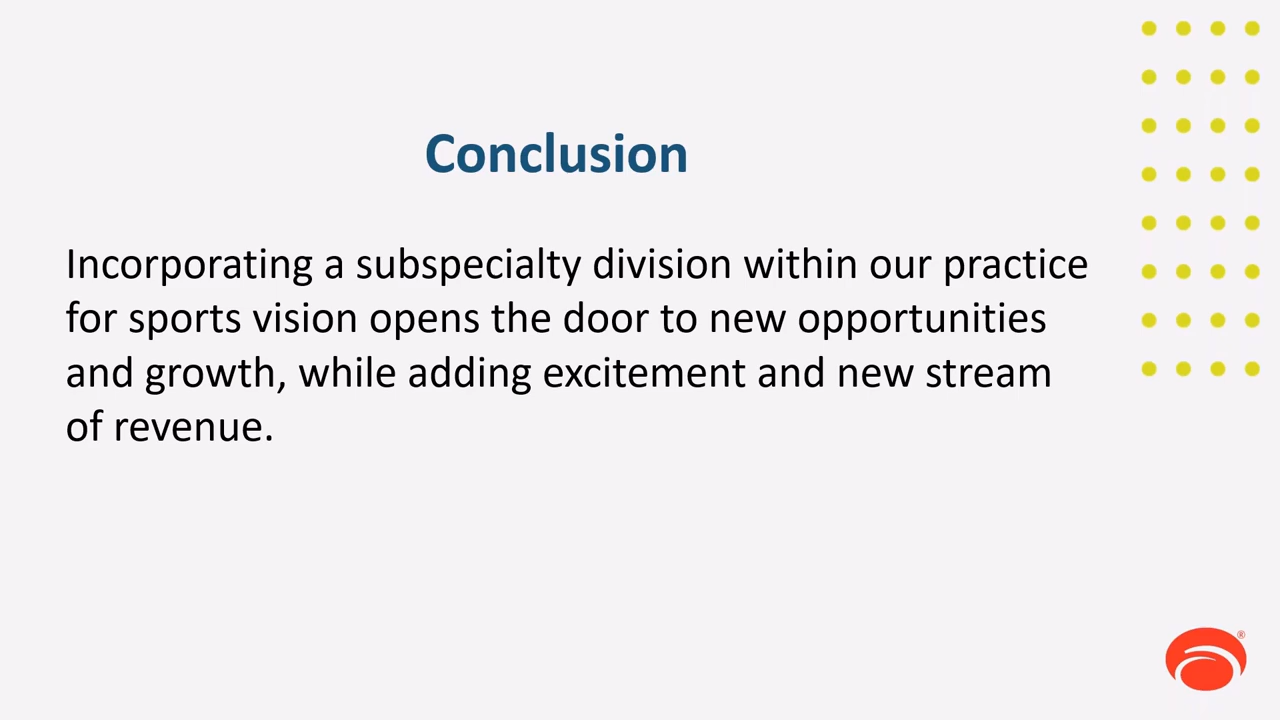 Conclusion
Incorporating a subspecialty division within our practice
for sports vision opens the door to new opportunities
and growth, while adding excitement and new stream
of revenue.
®